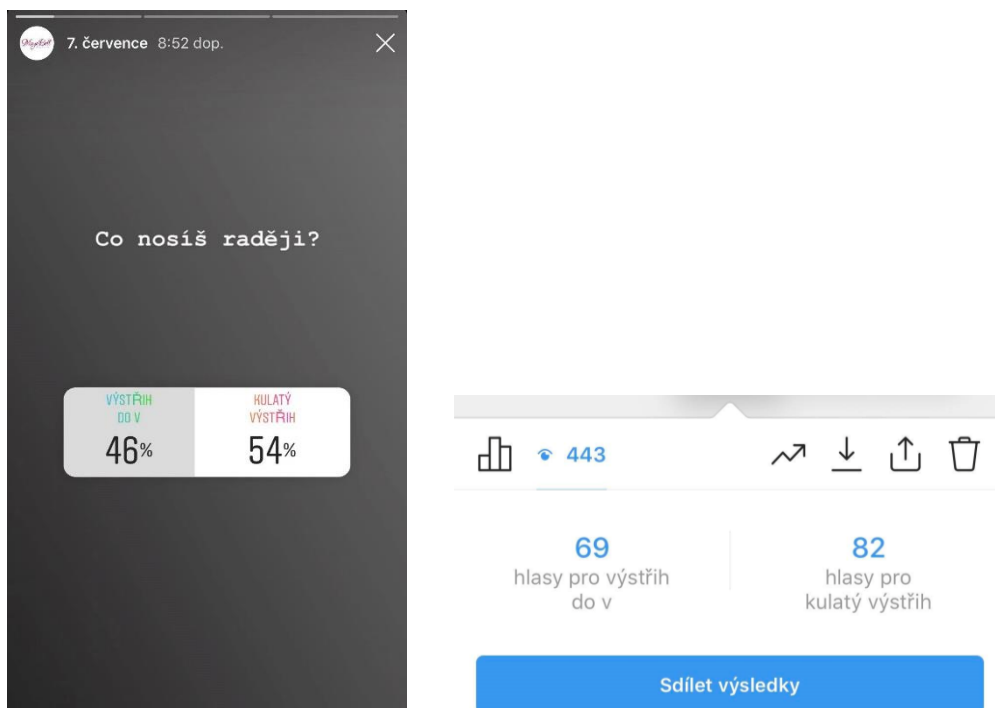 7. července 8:52 dop.
Co nosíš raději?
VÝSTŘIH
DO V
46%
KULATÝ
VÝSTŘIH
54%
443
69
hlasy pro výstřih
do v
82
hlasy pro
kulatý výstřih
Sdílet výsledky